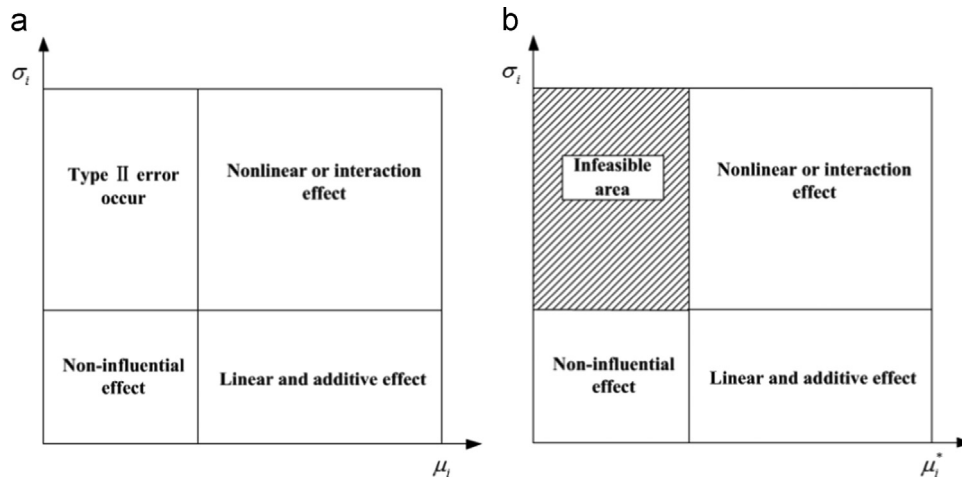 a
σi
Type Ⅱ error
occur
Nonlinear or interaction
effect
Non-influential
effect
Linear and additive effect
μi
b
σi
Infeasible
area
Nonlinear or interaction
effect
Non-influential
effect
Linear and additive effect
μi*